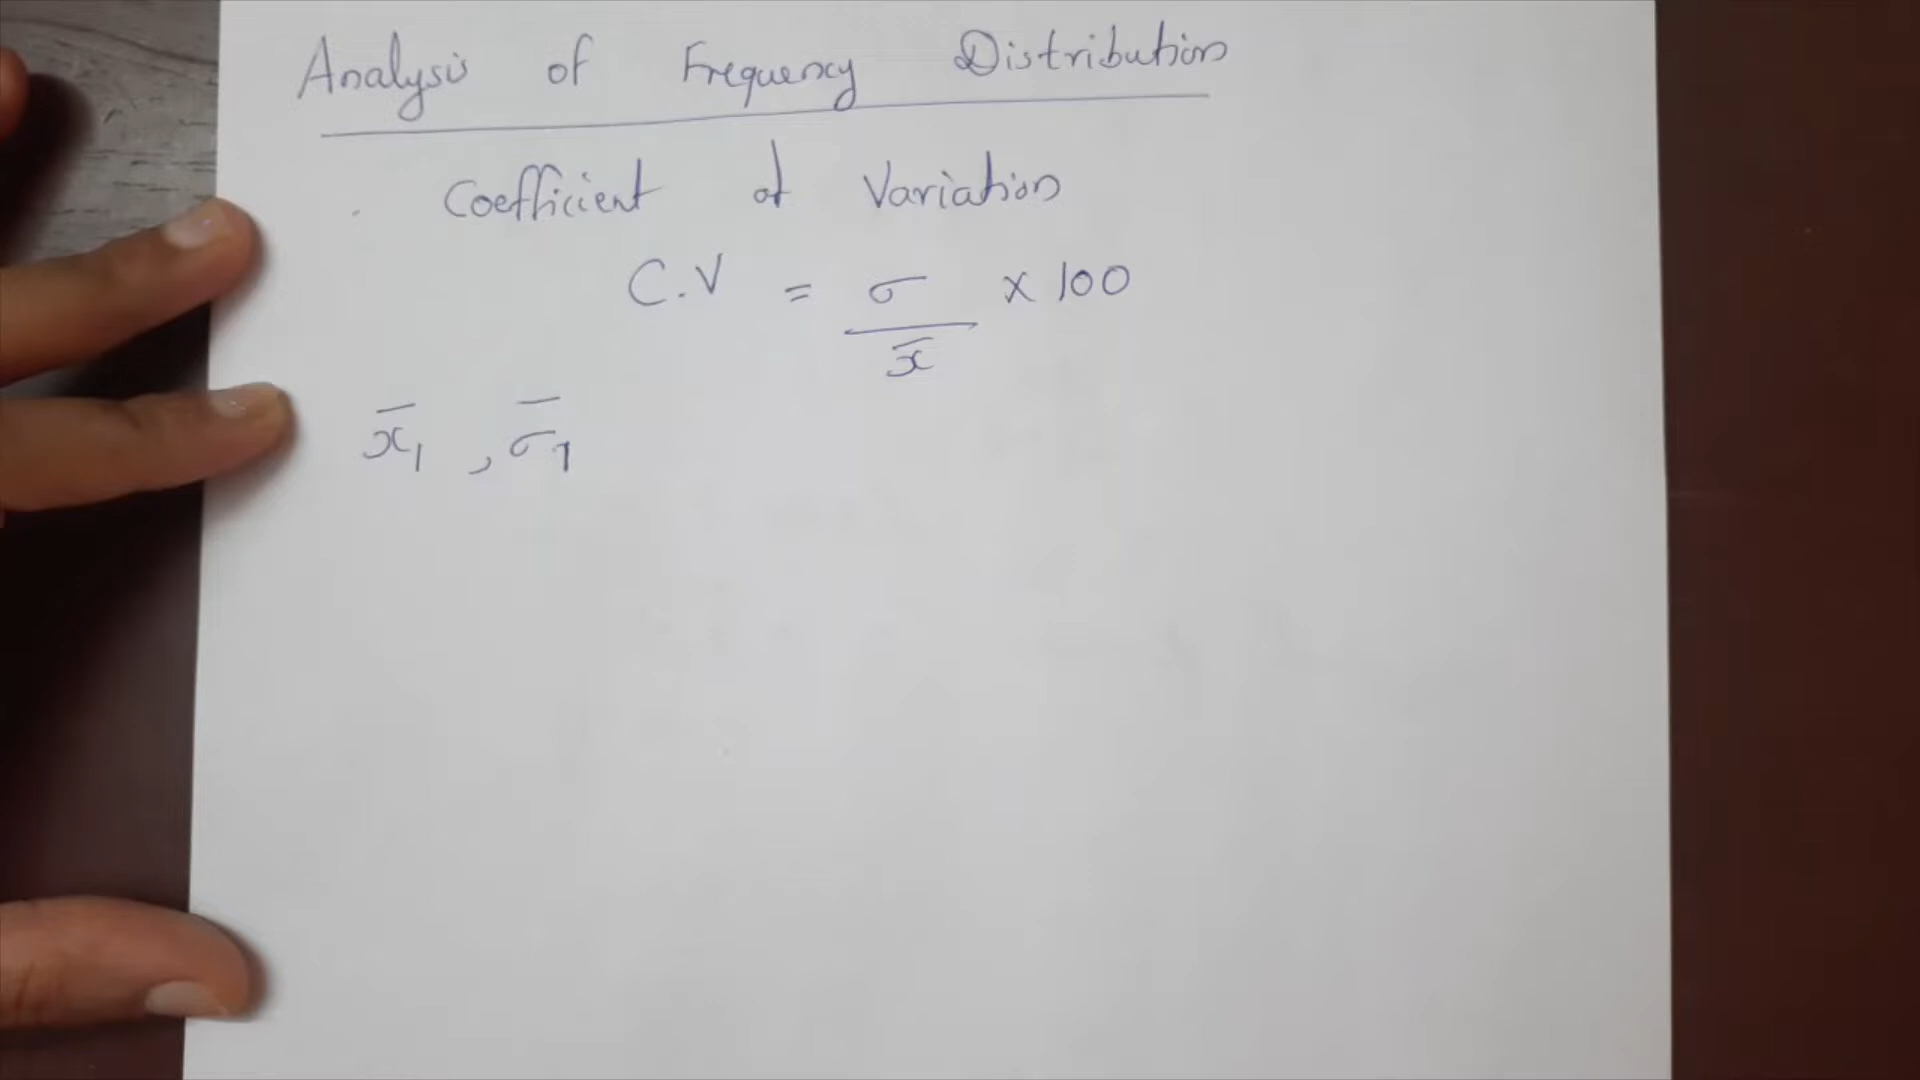 Analysis of Frequency Distribution
Coefficient of Variation
C.V = σ / x̄ × 100
x̄₁ , σ̄₁